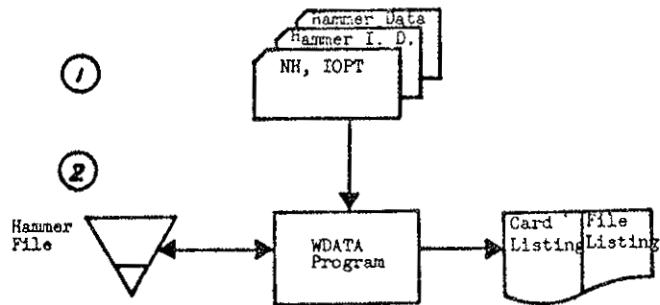 Hammer Data
Hammer I. D.
1
NH, IOPT
2
Hammer
File
WDATA
Program
Card
Listing
File
Listing